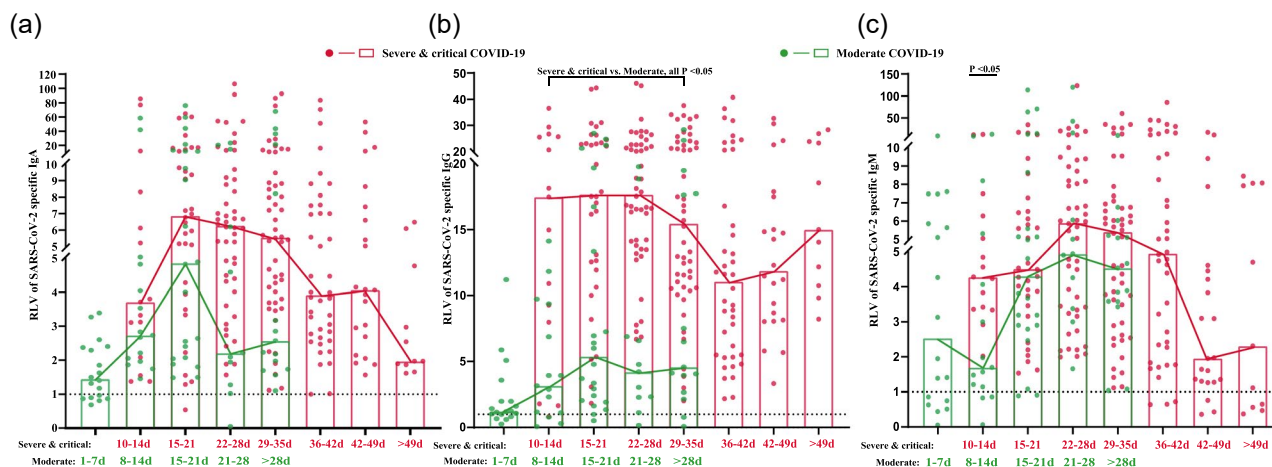 (a)
(b)
(c)
Severe & critical COVID-19
Moderate COVID-19
RLV of SARS-CoV-2 specific IgA
120
100
80
60
40
20
10
9
8
7
6
5
5
4
3
2
1
0
Severe & critical: 10-14d 15-21 22-28d 29-35d 36-42d 42-49d >49d
Moderate: 1-7d 8-14d 15-21d 21-28 >28d
RLV of SARS-CoV-2 specific IgG
Severe & critical vs. Moderate, all P <0.05
50
40
30
20
20
15
10
5
0
Severe & critical: 10-14d 15-21 22-28d 29-35d 36-42d 42-49d >49d
Moderate: 1-7d 8-14d 15-21d 21-28 >28d
RLV of SARS-CoV-2 specific IgM
P <0.05
150
100
50
10
8
6
5
5
4
3
2
1
0
Severe & critical: 10-14d 15-21 22-28d 29-35d 36-42d 42-49d >49d
Moderate: 1-7d 8-14d 15-21d 21-28 >28d